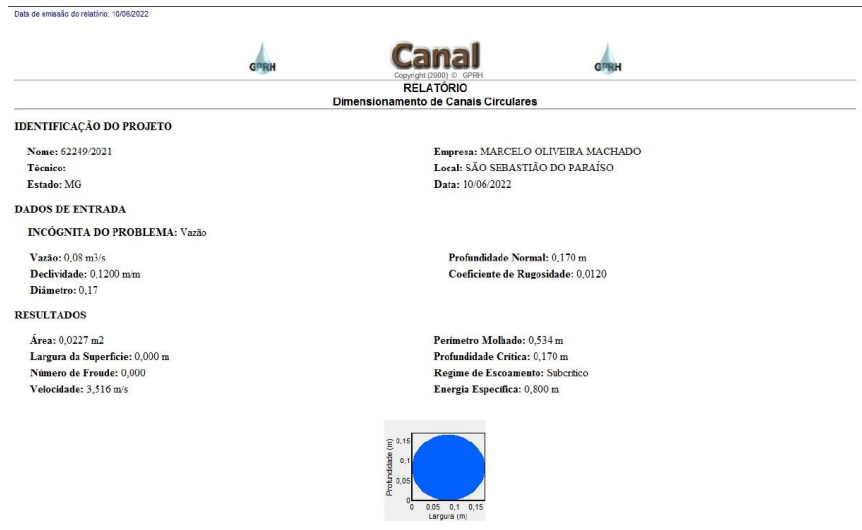 Data de emissão do relatório: 10/06/2022
GPRH
Canal
GPRH
Copyright (2000) © GPRH
RELATÓRIO
Dimensionamento de Canais Circulares
IDENTIFICAÇÃO DO PROJETO
Nome: 62249/2021
Empresa: MARCELO OLIVEIRA MACHADO
Técnico:
Local: SÃO SEBASTIÃO DO PARAÍSO
Estado: MG
Data: 10/06/2022
DADOS DE ENTRADA
INCÓGNITA DO PROBLEMA: Vazão
Vazão: 0,08 m3/s
Profundidade Normal: 0,170 m
Declividade: 0,1200 m/m
Coeficiente de Rugosidade: 0,0120
Diâmetro: 0,17
RESULTADOS
Área: 0,0227 m2
Perímetro Molhado: 0,534 m
Largura da Superfície: 0,000 m
Profundidade Crítica: 0,170 m
Número de Froude: 0,000
Regime de Escoamento: Subcrítico
Velocidade: 3,516 m/s
Energia Específica: 0,800 m
Profundidade (m)
0,15
0,1
0,05
0
0 0,05 0,1 0,15
Largura (m)